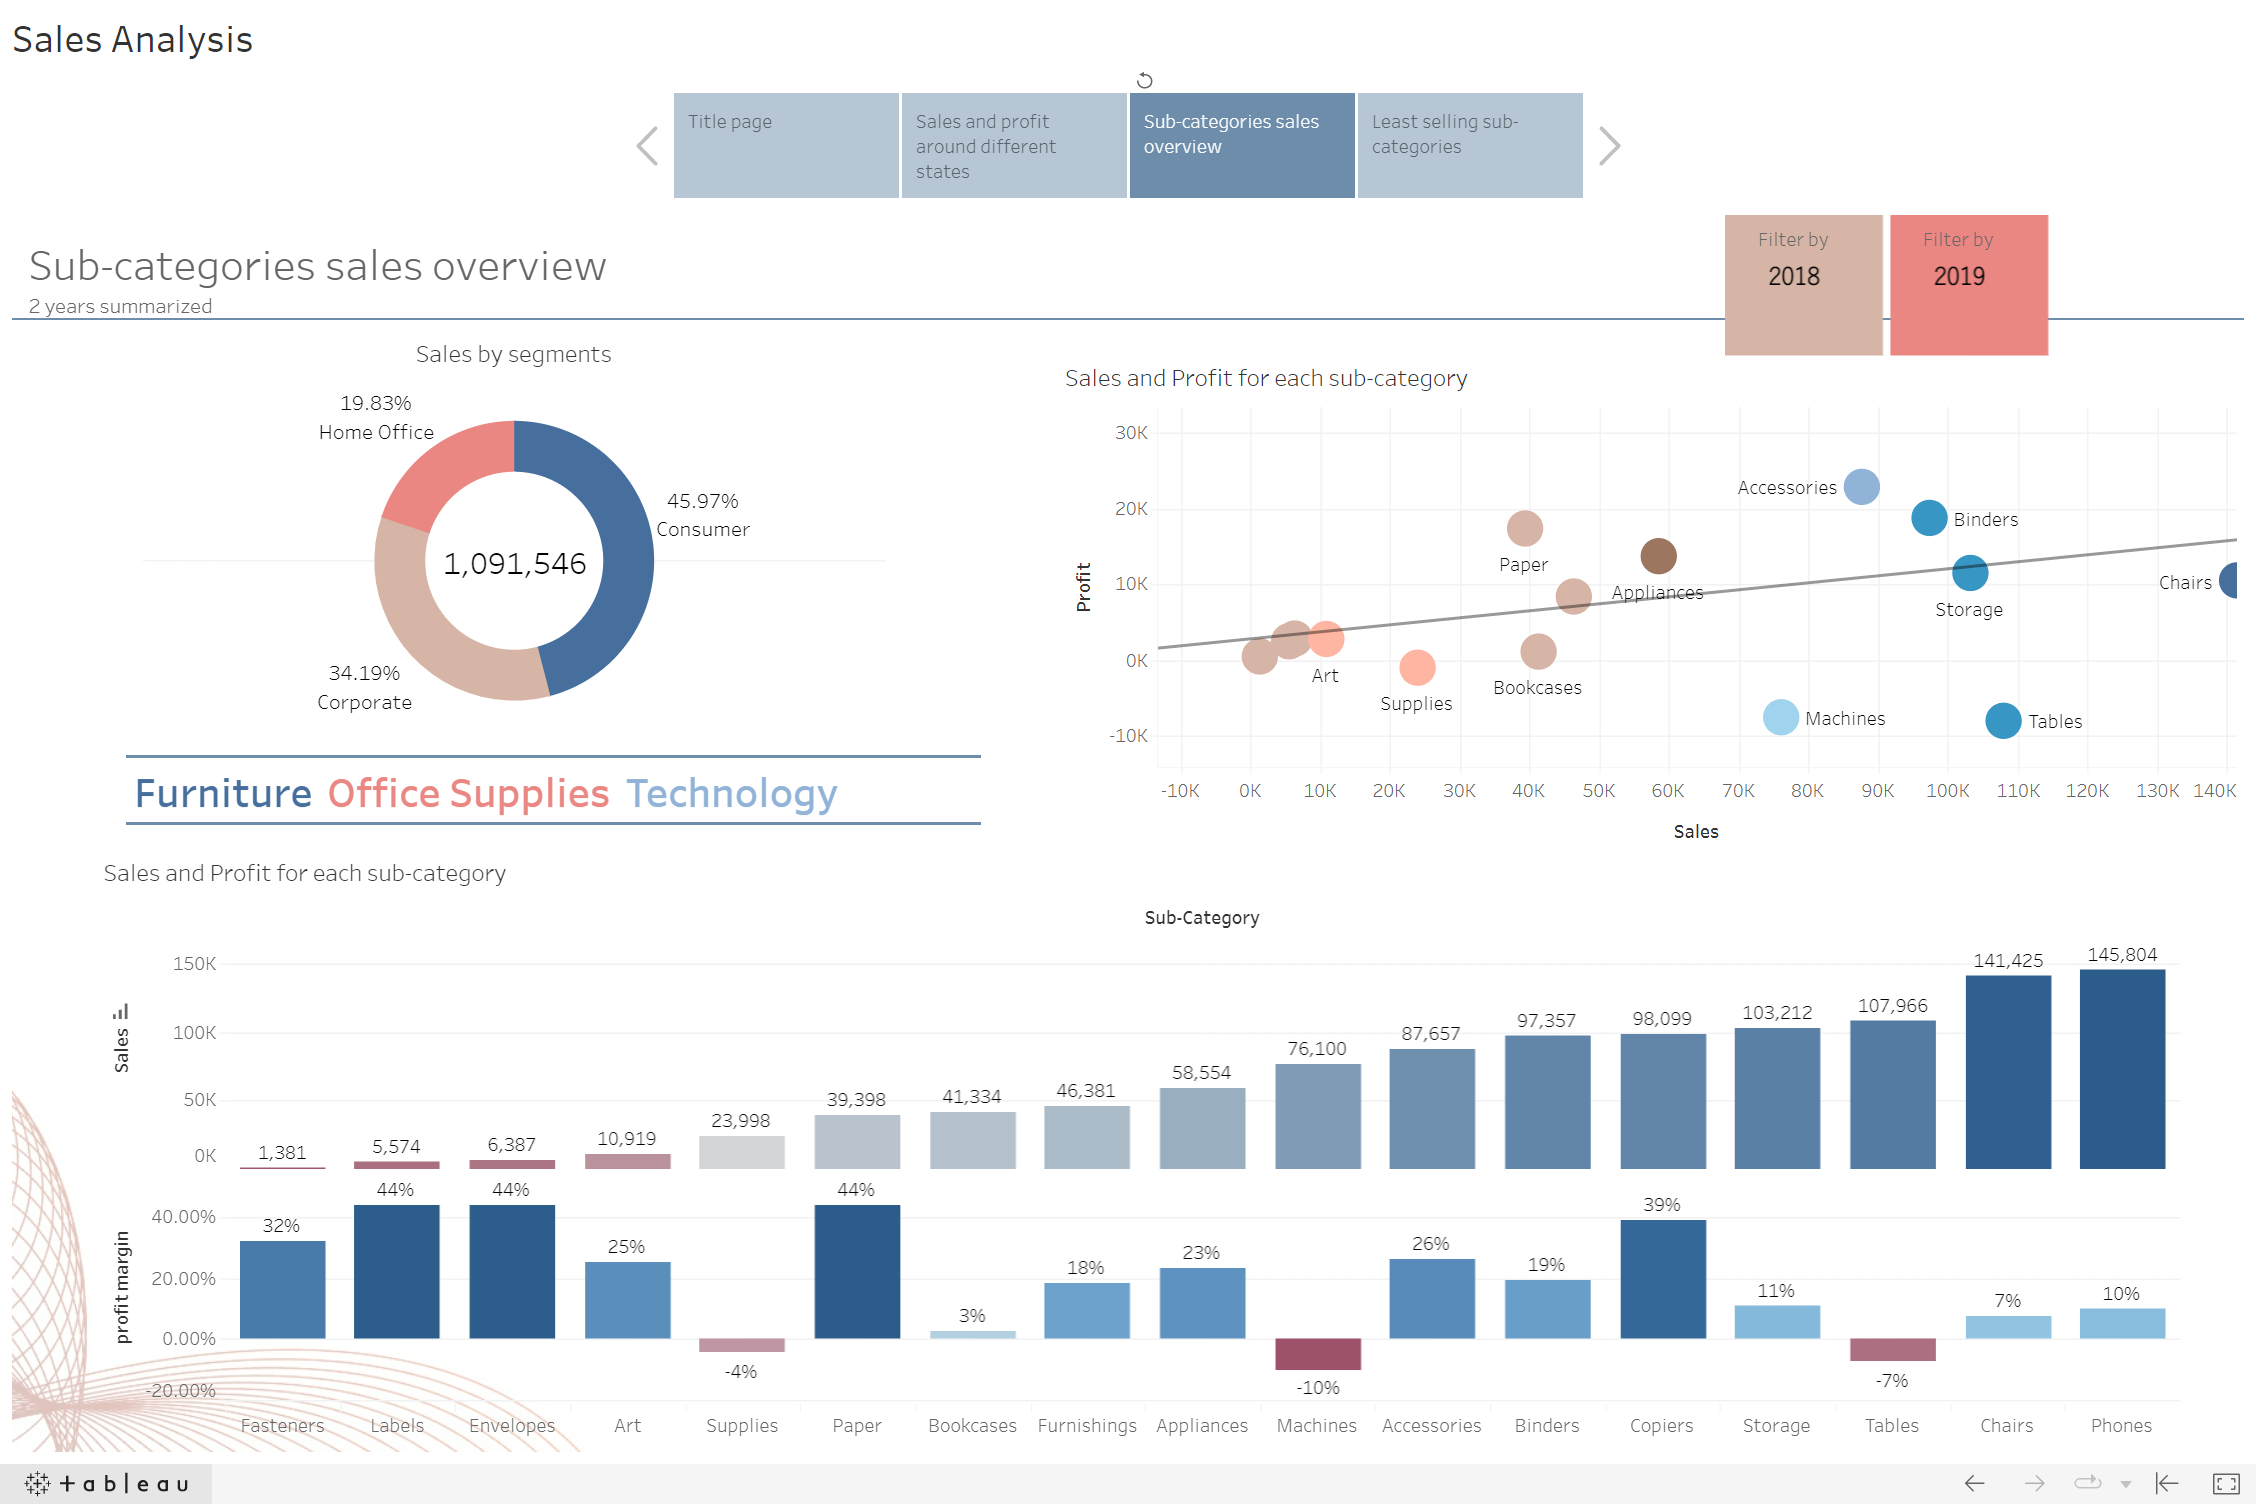 Sales Analysis
Title page
Sales and profit
around different
states
Sub-categories sales
overview
Least selling sub-
categories
Sub-categories sales overview
2 years summarized
Filter by
2018
Filter by
2019
Sales by segments
19.83%
Home Office
45.97%
Consumer
1,091,546
34.19%
Corporate
Furniture Office Supplies Technology
Sales and Profit for each sub-category
30K
20K
10K
0K
-10K
Profit
Accessories
Binders
Paper
Appliances
Storage
Chairs
Art
Supplies
Bookcases
Machines
Tables
-10K 0K 10K 20K 30K 40K 50K 60K 70K 80K 90K 100K 110K 120K 130K 140K
Sales
Sales and Profit for each sub-category
Sub-Category
Sales
150K
100K
50K
0K
1,381 5,574 6,387 10,919 23,998 39,398 41,334 46,381 58,554 76,100 87,657 97,357 98,099 103,212 107,966 141,425 145,804
profit margin
40.00%
20.00%
0.00%
-20.00%
32% 44% 44% 25% -4% 44% 3% 18% 23% -10% 26% 19% 39% 11% -7% 7% 10%
Fasteners Labels Envelopes Art Supplies Paper Bookcases Furnishings Appliances Machines Accessories Binders Copiers Storage Tables Chairs Phones
+ableau